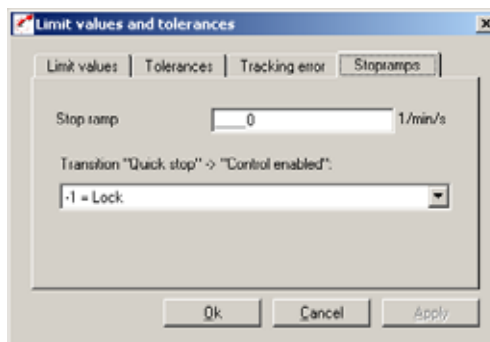 Limit values and tolerances
Limit values Tolerances Tracking error Stopramps
Stop ramp ___0 1/min/s
Transition "Quick stop" -> "Control enabled":
-1 = Lock
Ok Cancel Apply